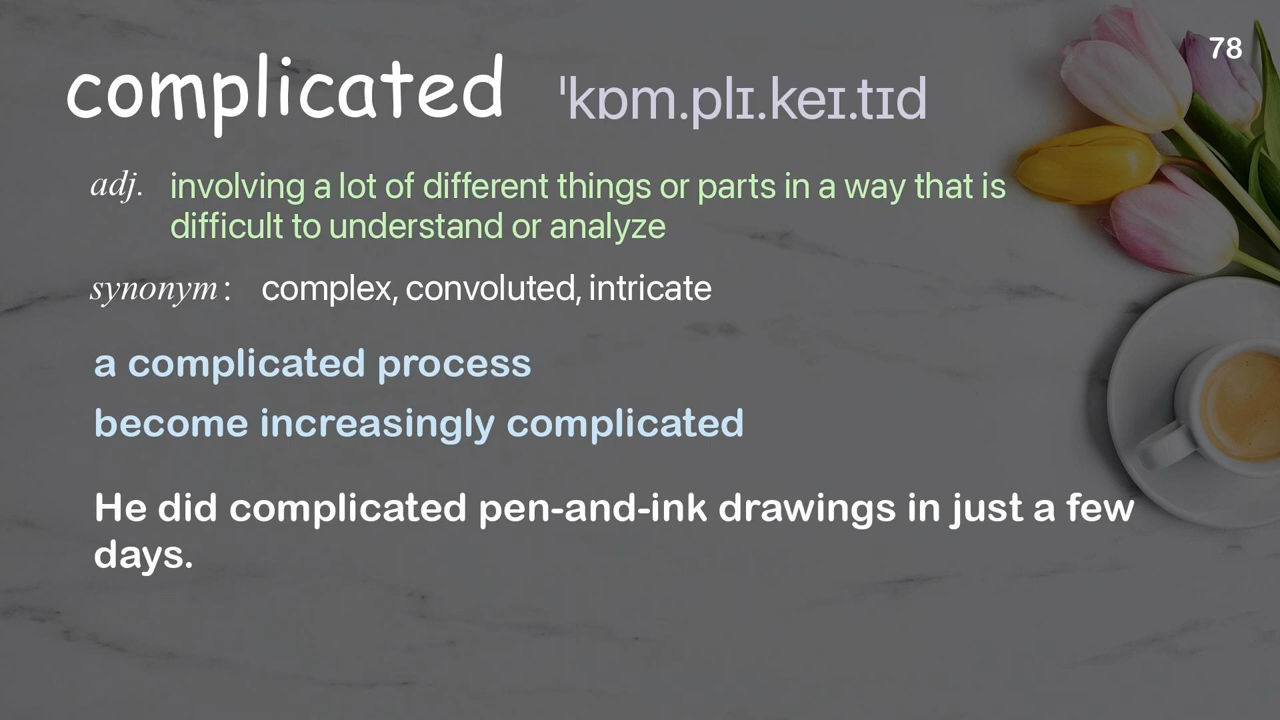 78
complicated ˈkɒm.plɪ.keɪ.tɪd
adj. involving a lot of different things or parts in a way that is
difficult to understand or analyze
synonym : complex, convoluted, intricate
a complicated process
become increasingly complicated
He did complicated pen-and-ink drawings in just a few
days.